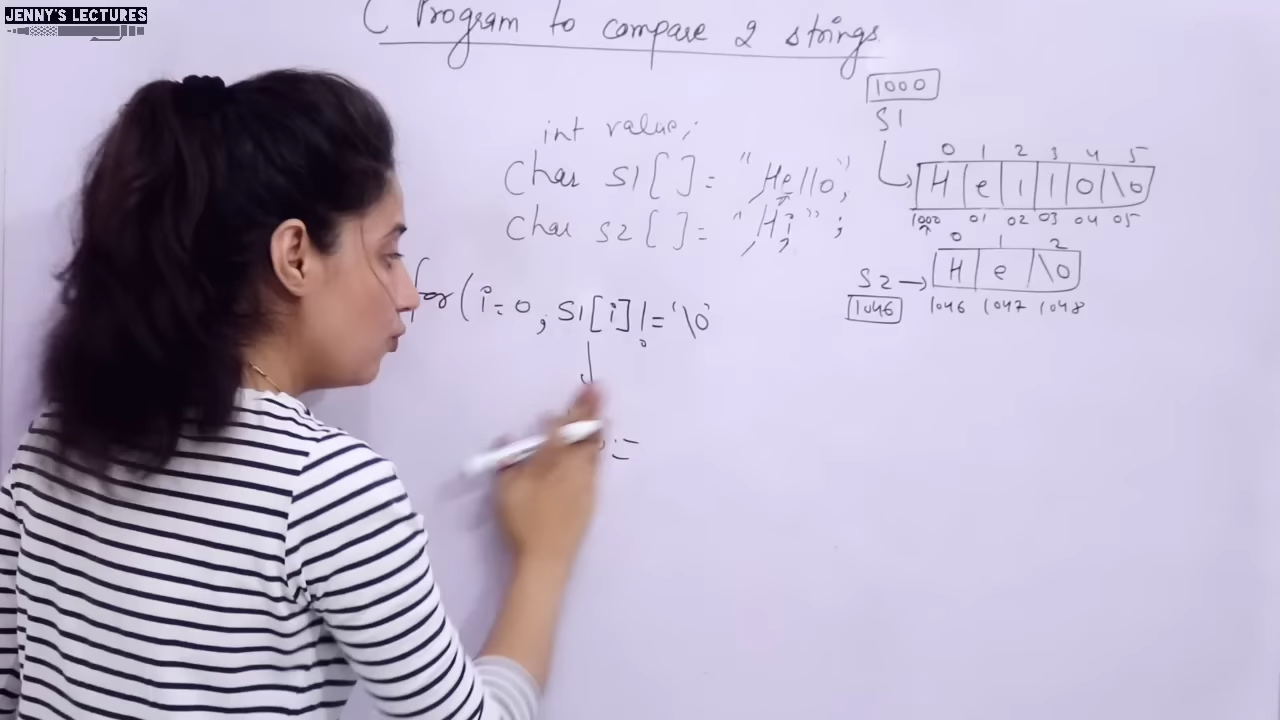 JENNY'S LECTURES
C Program to compare 2 strings
int value;
char S1[ ] = "Hello";
char S2[ ] = "Hi" ;
for(i=0; S1[i]!='\0'
=
1000
S1
0 1 2 3 4 5
H e l l o \0
1000 01 02 03 04 05
0 1 2
S2 → H e \0
1046 1046 1047 1048